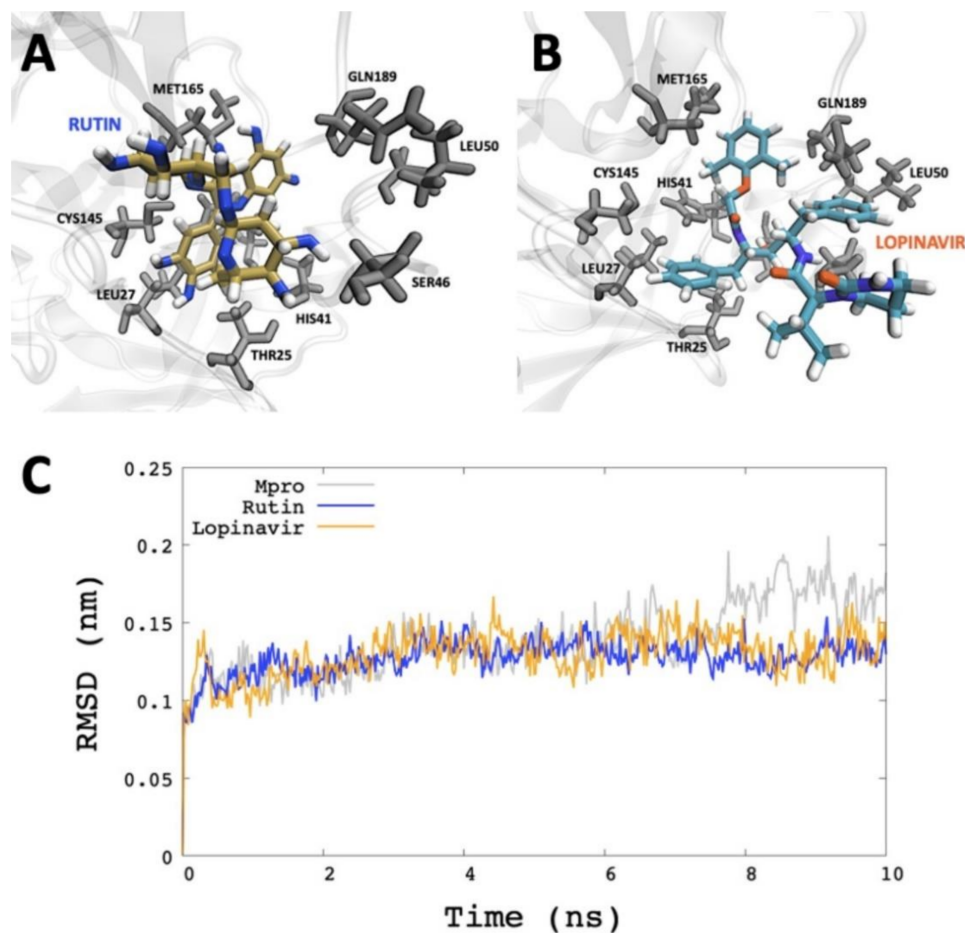 A
MET165
RUTIN
GLN189
LEU50
CYS145
LEU27
SER46
HIS41
THR25
B
MET165
GLN189
CYS145
HIS41
LEU50
LOPINAVIR
LEU27
THR25
C
0.25
0.2
0.15
0.1
0.05
0
RMSD (nm)
Mpro
Rutin
Lopinavir
0 2 4 6 8 10
Time (ns)